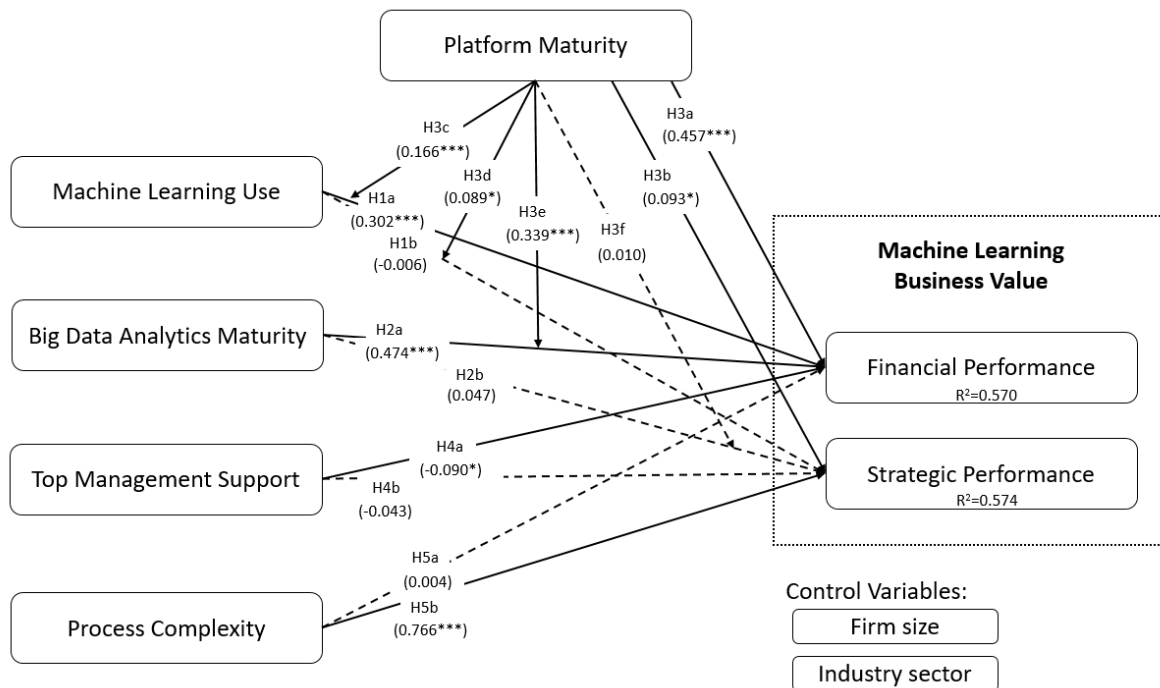 Platform Maturity
H3a
(0.457***)
H3c
(0.166***)
H3d
(0.089*)
H3b
(0.093*)
H3e
(0.339***)
H3f
(0.010)
Machine Learning Use
H1a
(0.302***)
H1b
(-0.006)
Machine Learning
Business Value
Big Data Analytics Maturity
H2a
(0.474***)
H2b
(0.047)
Financial Performance
R²=0.570
Top Management Support
H4a
(-0.090*)
H4b
(-0.043)
Strategic Performance
R²=0.574
Process Complexity
H5a
(0.004)
H5b
(0.766***)
Control Variables:
Firm size
Industry sector